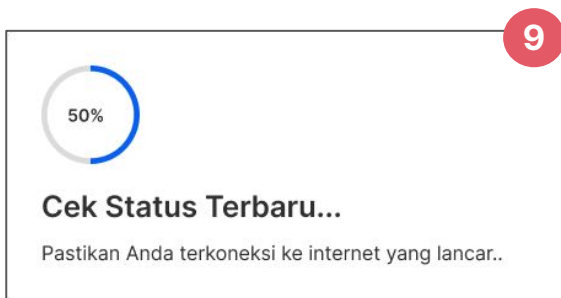 9
50%
Cek Status Terbaru...
Pastikan Anda terkoneksi ke internet yang lancar..